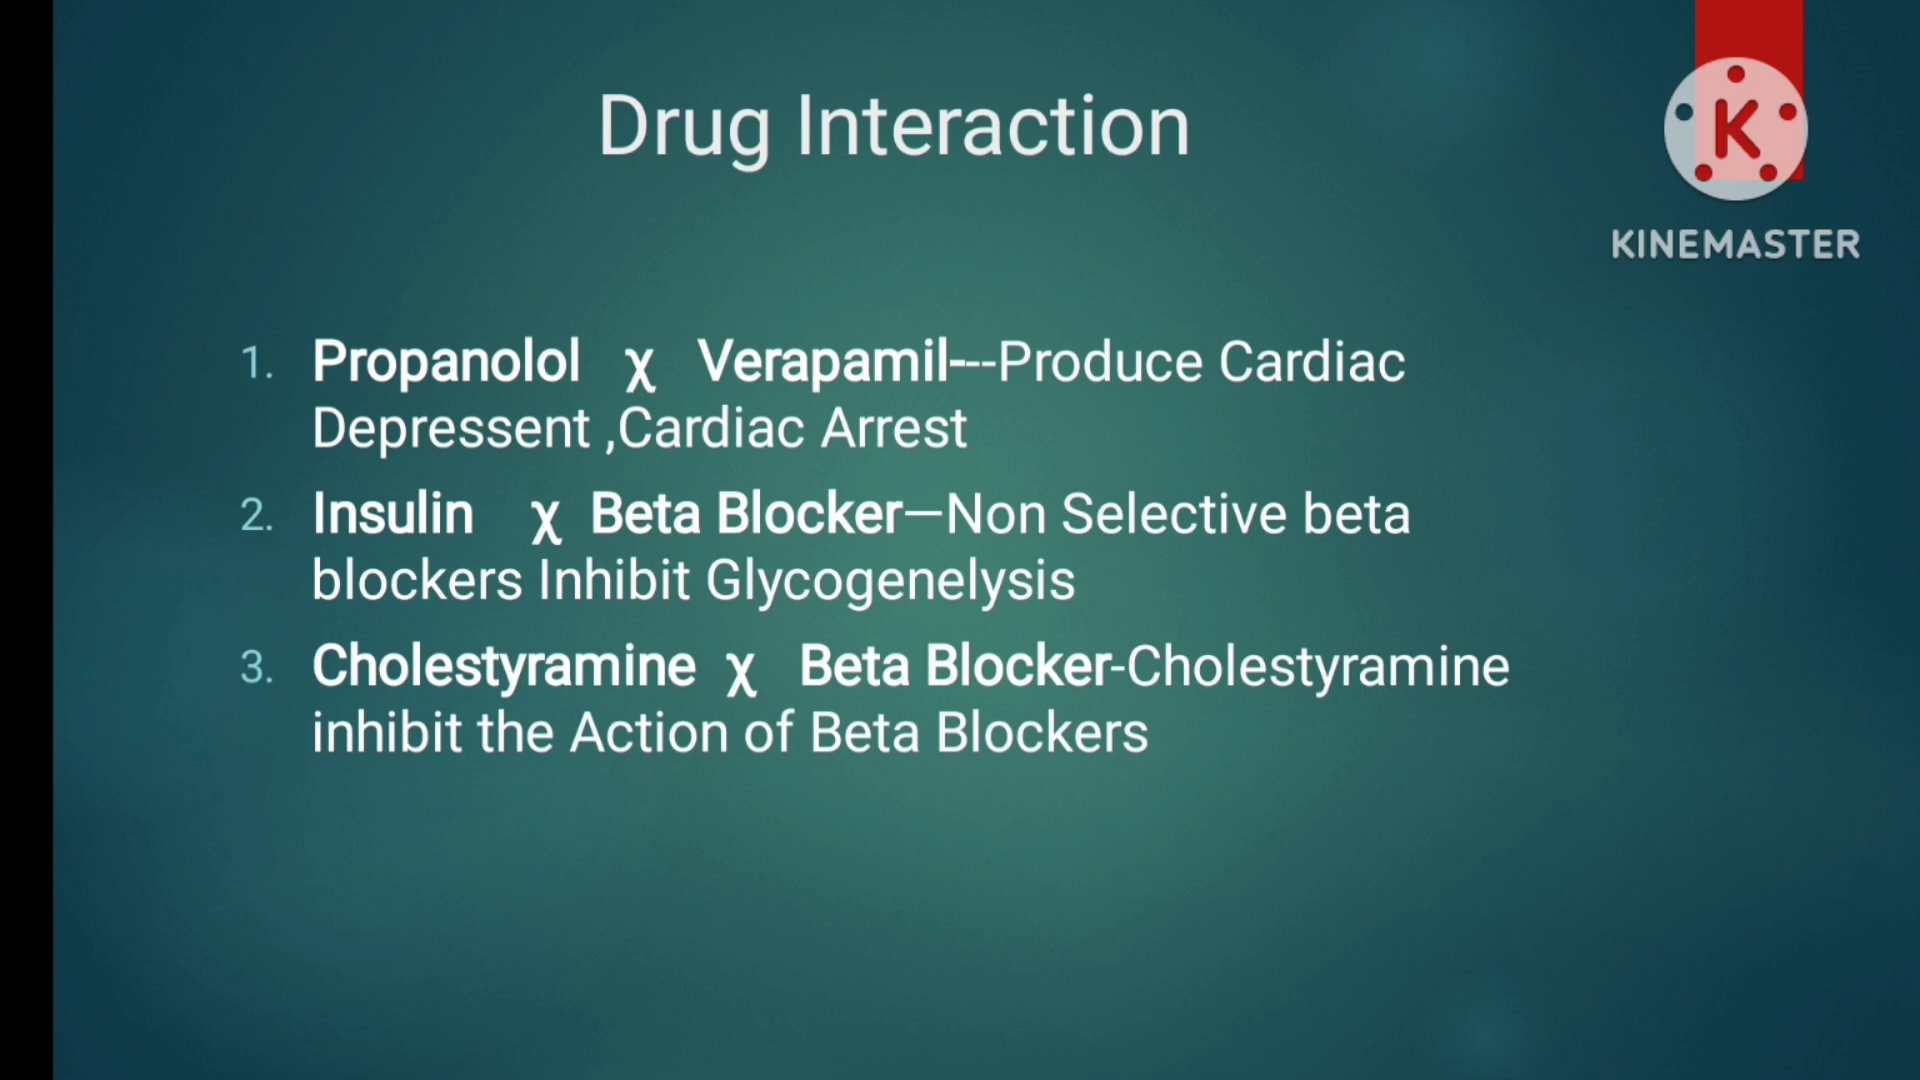 Drug Interaction
K
KINEMASTER
1. Propanolol χ Verapamil---Produce Cardiac
Depressent ,Cardiac Arrest
2. Insulin χ Beta Blocker—Non Selective beta
blockers Inhibit Glycogenelysis
3. Cholestyramine χ Beta Blocker-Cholestyramine
inhibit the Action of Beta Blockers